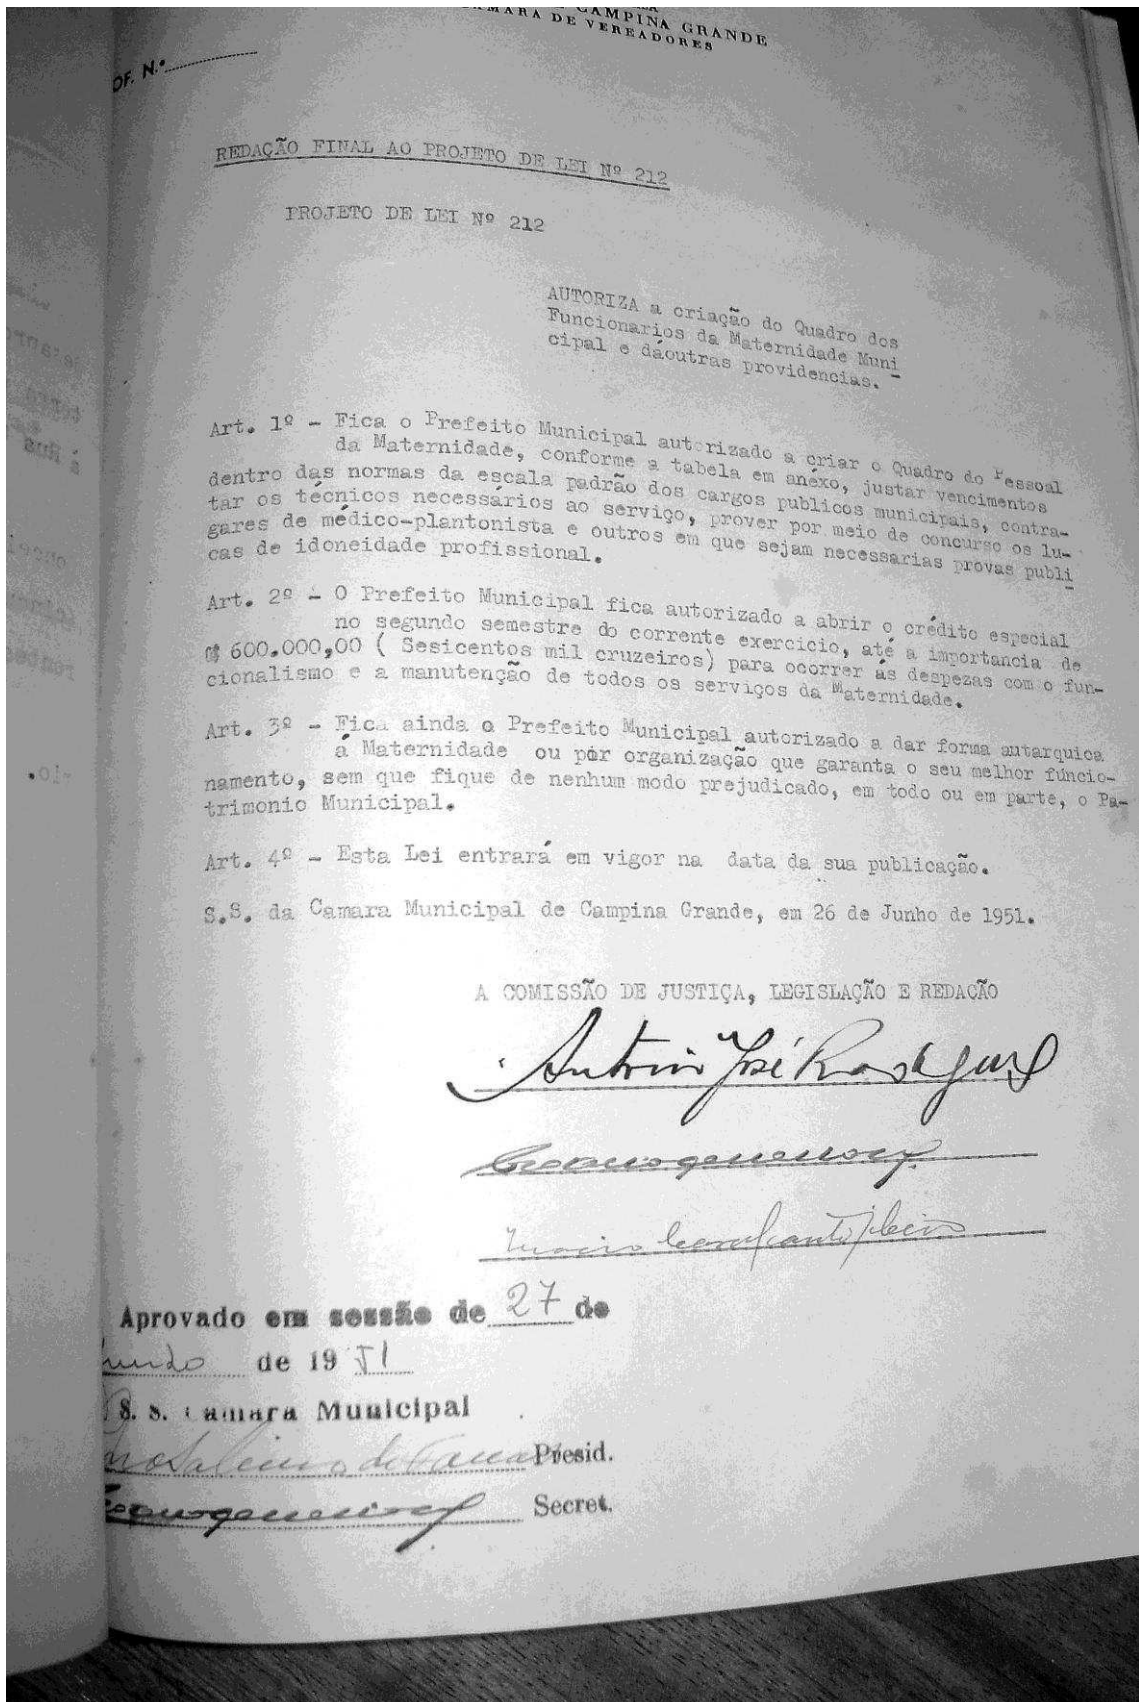 CAMPINA GRANDE
CAMARA DE VEREADORES
OF. N.º
REDAÇÃO FINAL AO PROJETO DE LEI Nº 212
PROJETO DE LEI Nº 212
AUTORIZA a criação do Quadro dos
Funcionarios da Maternidade Muni
cipal e dáoutras providencias.
Art. 1º - Fica o Prefeito Municipal autorizado a criar o Quadro do Pessoal
da Maternidade, conforme a tabela em anéxo, justar vencimentos
dentro das normas da escala padrão dos cargos publicos municipais, contra-
tar os técnicos necessários ao serviço, prover por meio de concurso os lu-
gares de médico-plantonista e outros em que sejam necessarias provas publi
cas de idoneidade profissional.
Art. 2º - O Prefeito Municipal fica autorizado a abrir o crédito especial
no segundo semestre do corrente exercicio, até a importancia de
Cr$ 600.000,00 ( Sesicentos mil cruzeiros) para ocorrer ás despezas com o fun-
cionalismo e a manutenção de todos os serviços da Maternidade.
Art. 3º - Fica ainda o Prefeito Municipal autorizado a dar forma autarquica
á Maternidade ou por organização que garanta o seu melhor funcio-
namento, sem que fique de nenhum modo prejudicado, em todo ou em parte, o Pa-
trimonio Municipal.
Art. 4º - Esta Lei entrará em vigor na data da sua publicação.
S.S. da Camara Municipal de Campina Grande, em 26 de Junho de 1951.
A COMISSÃO DE JUSTIÇA, LEGISLAÇÃO E REDAÇÃO
Antonio José Rodrigues
Aprovado em sessão de 27 de
de 1951
S. S. Camara Municipal
Presid.
Secret.